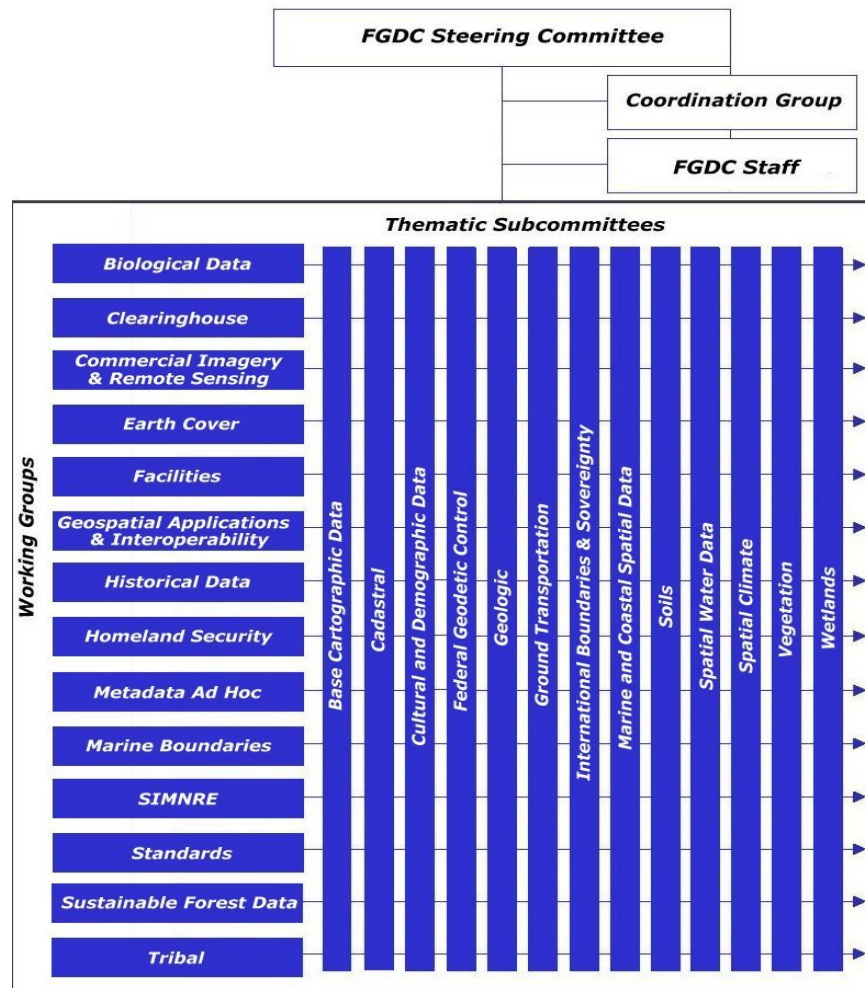 FGDC Steering Committee
Coordination Group
FGDC Staff
Thematic Subcommittees
Working Groups
Biological Data
Clearinghouse
Commercial Imagery
& Remote Sensing
Earth Cover
Facilities
Geospatial Applications
& Interoperability
Historical Data
Homeland Security
Metadata Ad Hoc
Marine Boundaries
SIMNRE
Standards
Sustainable Forest Data
Tribal
Base Cartographic Data
Cadastral
Cultural and Demographic Data
Federal Geodetic Control
Geologic
Ground Transportation
International Boundaries & Sovereignty
Marine and Coastal Spatial Data
Soils
Spatial Water Data
Spatial Climate
Vegetation
Wetlands